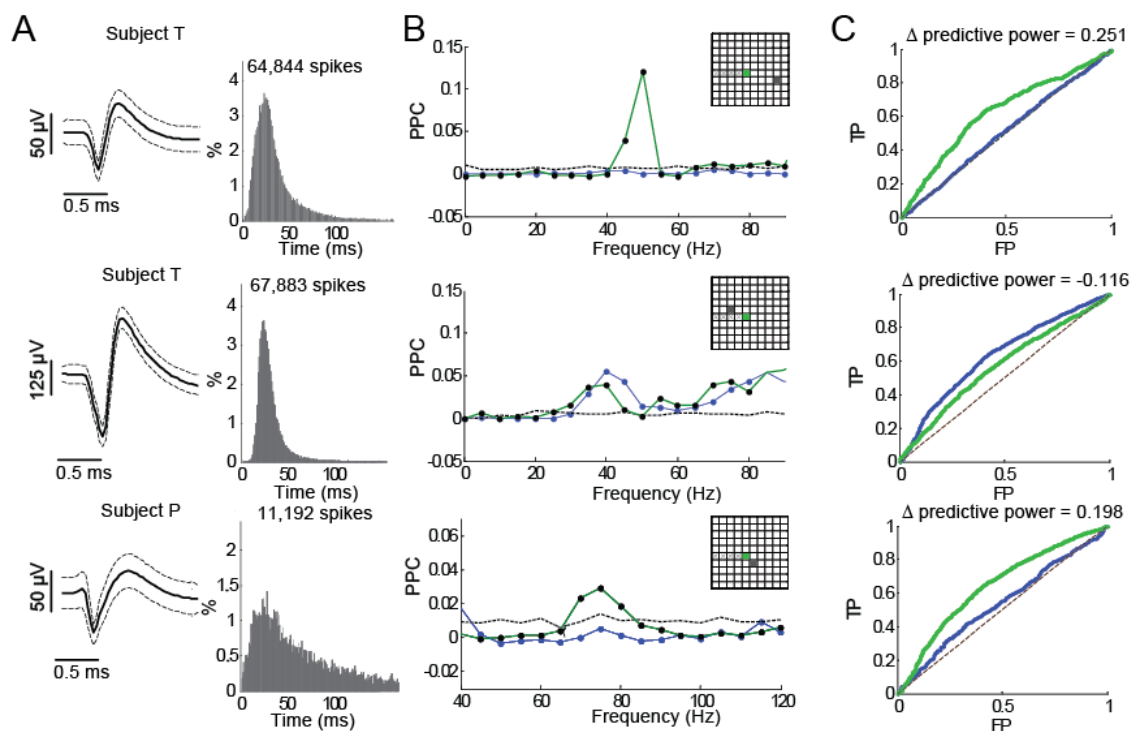 A
B
C
Subject T
64,844 spikes
50 µV
0.5 ms
%
4
3
2
1
0
0 50 100
Time (ms)
PPC
0.15
0.1
0.05
0
-0.05
0 20 40 60 80
Frequency (Hz)
Δ predictive power = 0.251
TP
1
0.8
0.6
0.4
0.2
0
0 0.5 1
FP
Subject T
67,883 spikes
125 µV
0.5 ms
%
4
3
2
1
0
0 50 100
Time (ms)
PPC
0.15
0.1
0.05
0
-0.05
0 20 40 60 80
Frequency (Hz)
Δ predictive power = -0.116
TP
1
0.8
0.6
0.4
0.2
0
0 0.5 1
FP
Subject P
11,192 spikes
50 µV
0.5 ms
%
2
1.5
1
0.5
0
0 50 100
Time (ms)
PPC
0.06
0.04
0.02
0
0.02
40 60 80 100 120
Frequency (Hz)
Δ predictive power = 0.198
TP
1
0.8
0.6
0.4
0.2
0
0 0.5 1
FP